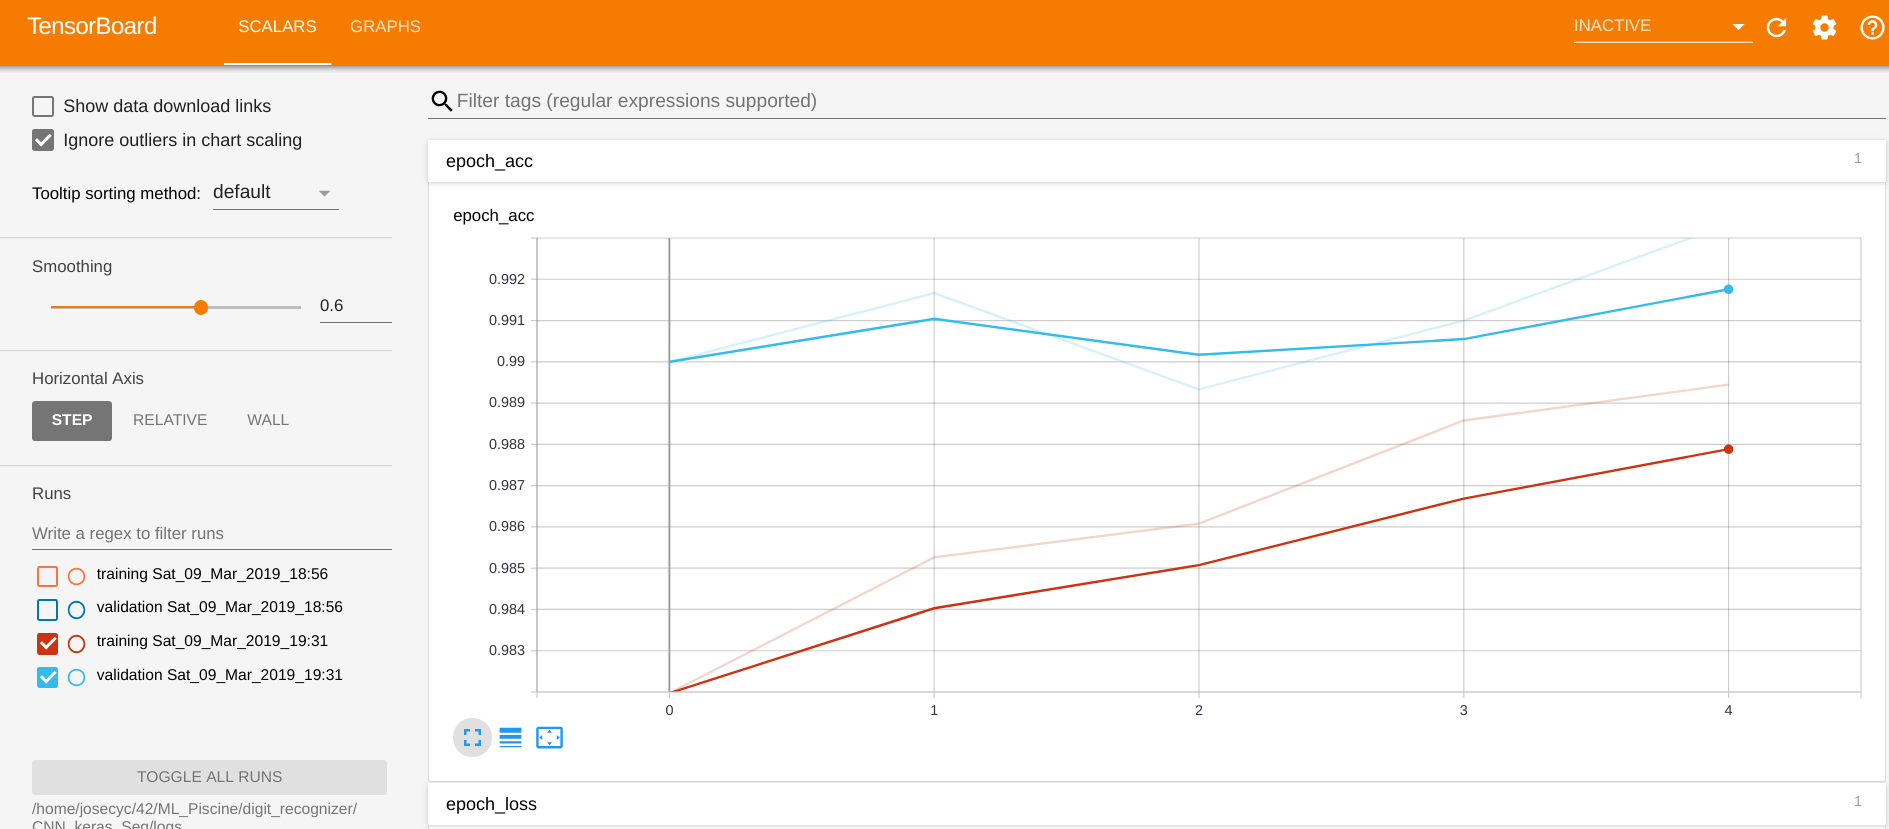 TensorBoard SCALARS GRAPHS INACTIVE
Show data download links
Ignore outliers in chart scaling
Tooltip sorting method: default
Smoothing
0.6
Horizontal Axis
STEP RELATIVE WALL
Runs
Write a regex to filter runs
training Sat_09_Mar_2019_18:56
validation Sat_09_Mar_2019_18:56
training Sat_09_Mar_2019_19:31
validation Sat_09_Mar_2019_19:31
TOGGLE ALL RUNS
/home/josecyc/42/ML_Piscine/digit_recognizer/
CNN_keras_Seq/logs
Filter tags (regular expressions supported)
epoch_acc 1
epoch_acc
0.992
0.991
0.99
0.989
0.988
0.987
0.986
0.985
0.984
0.983
0 1 2 3 4
epoch_loss 1